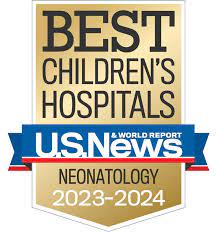 BEST
CHILDREN'S
HOSPITALS
U.S.News
& WORLD REPORT
NEONATOLOGY
2023-2024